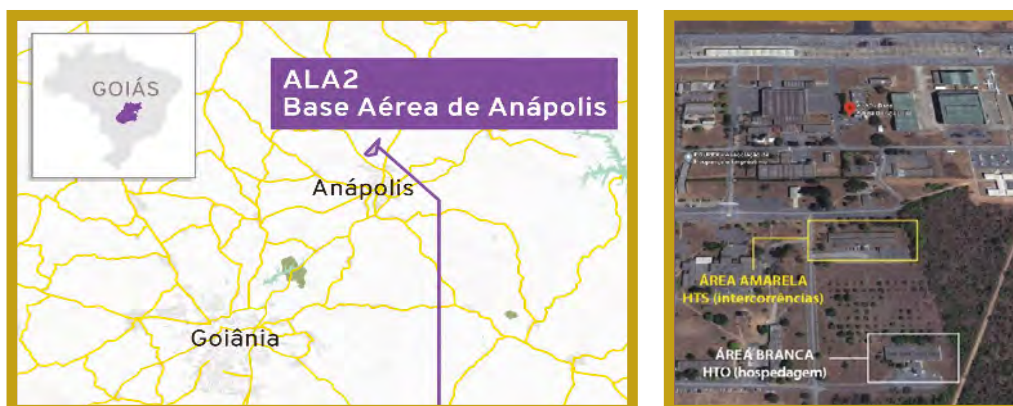 GOIÁS
ALA2
Base Aérea de Anápolis
Anápolis
Goiânia
ÁREA AMARELA
HTS (intercorrências)
ÁREA BRANCA
HTO (hospedagem)